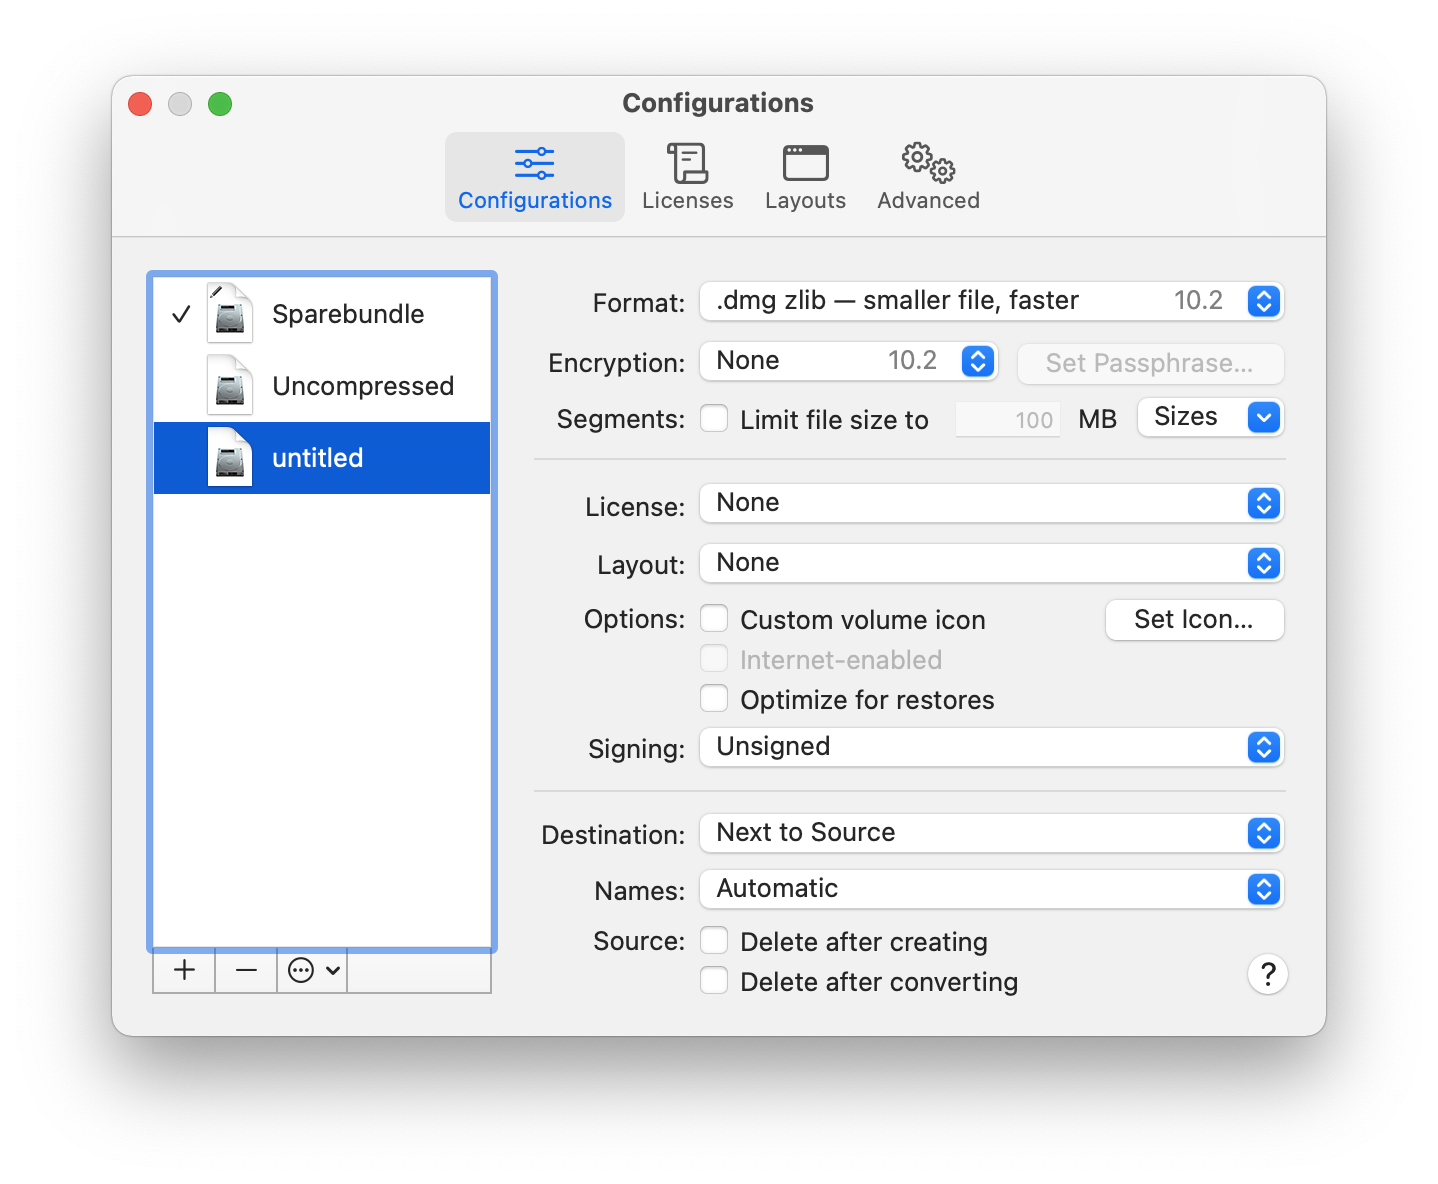 Configurations
Configurations
Licenses
Layouts
Advanced
Sparebundle
Uncompressed
untitled
Format: .dmg zlib — smaller file, faster 10.2
Encryption: None 10.2 Set Passphrase...
Segments: Limit file size to 100 MB Sizes
License: None
Layout: None
Options: Custom volume icon Set Icon...
Internet-enabled
Optimize for restores
Signing: Unsigned
Destination: Next to Source
Names: Automatic
Source: Delete after creating
Delete after converting
?